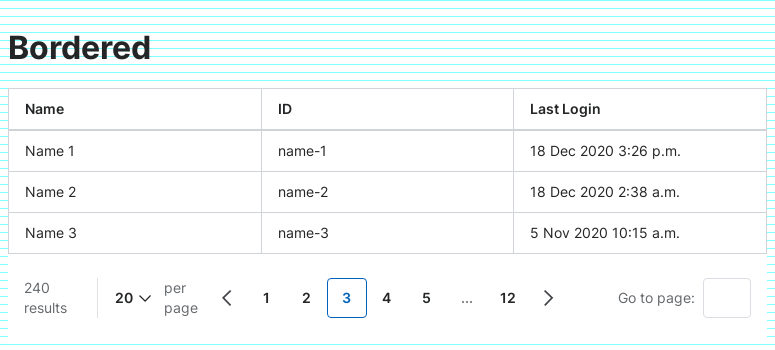 Bordered
Name ID Last Login
Name 1 name-1 18 Dec 2020 3:26 p.m.
Name 2 name-2 18 Dec 2020 2:38 a.m.
Name 3 name-3 5 Nov 2020 10:15 a.m.
240 results 20 per page 1 2 3 4 5 ... 12 Go to page: